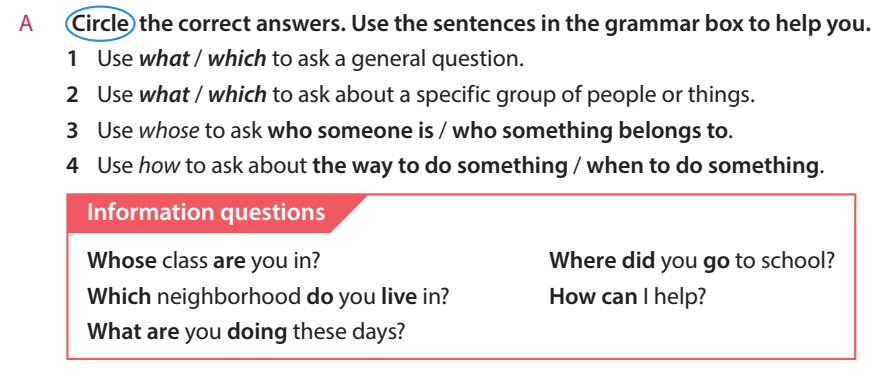 A Circle the correct answers. Use the sentences in the grammar box to help you.
1 Use what / which to ask a general question.
2 Use what / which to ask about a specific group of people or things.
3 Use whose to ask who someone is / who something belongs to.
4 Use how to ask about the way to do something / when to do something.
Information questions
Whose class are you in?
Which neighborhood do you live in?
What are you doing these days?
Where did you go to school?
How can I help?